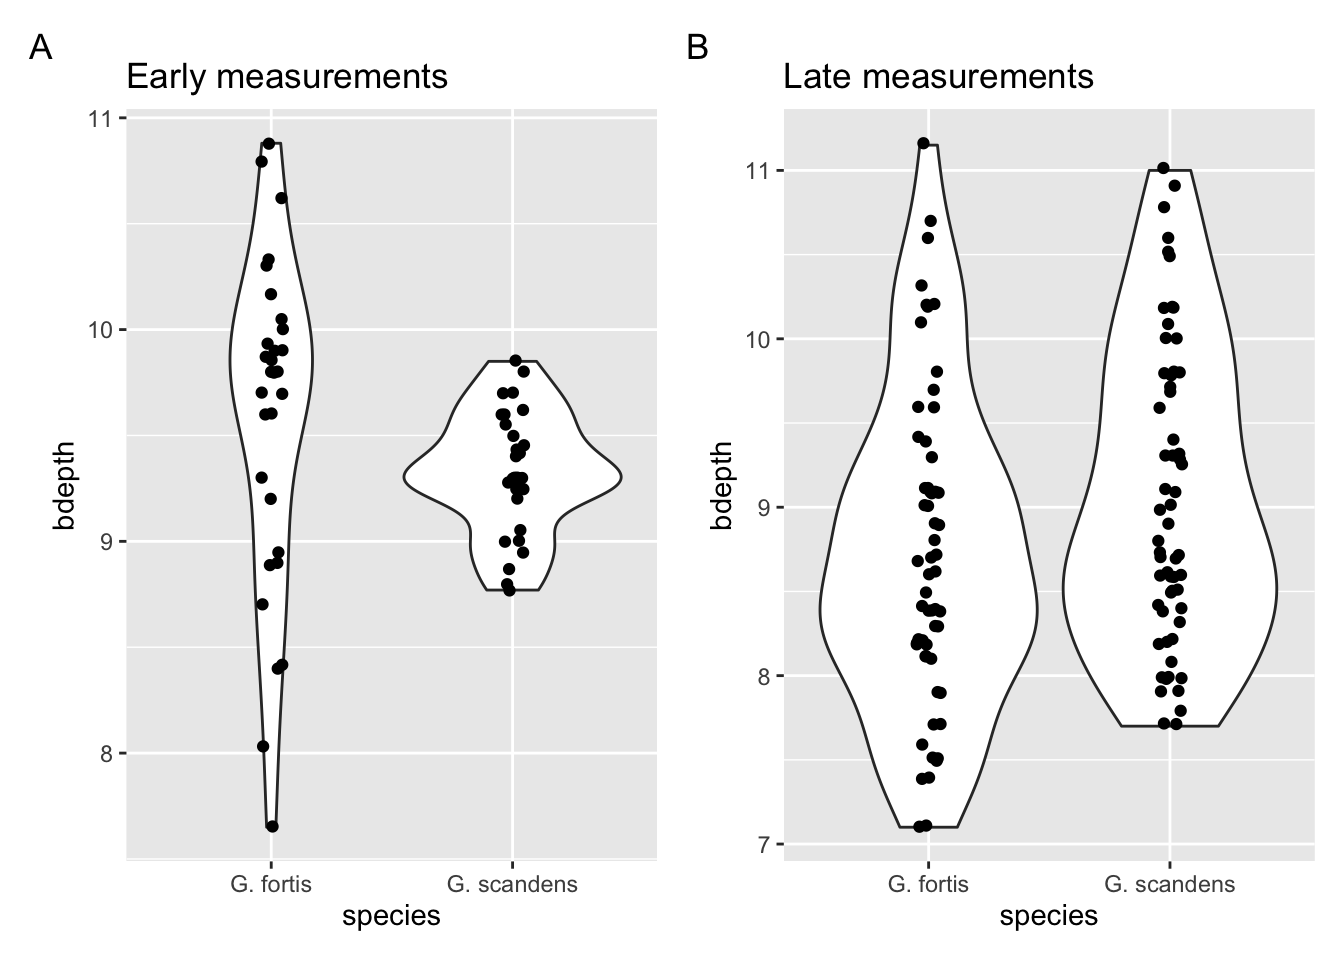 A
Early measurements
bdepth
11
10
9
8
G. fortis
G. scandens
species
B
Late measurements
bdepth
11
10
9
8
7
G. fortis
G. scandens
species